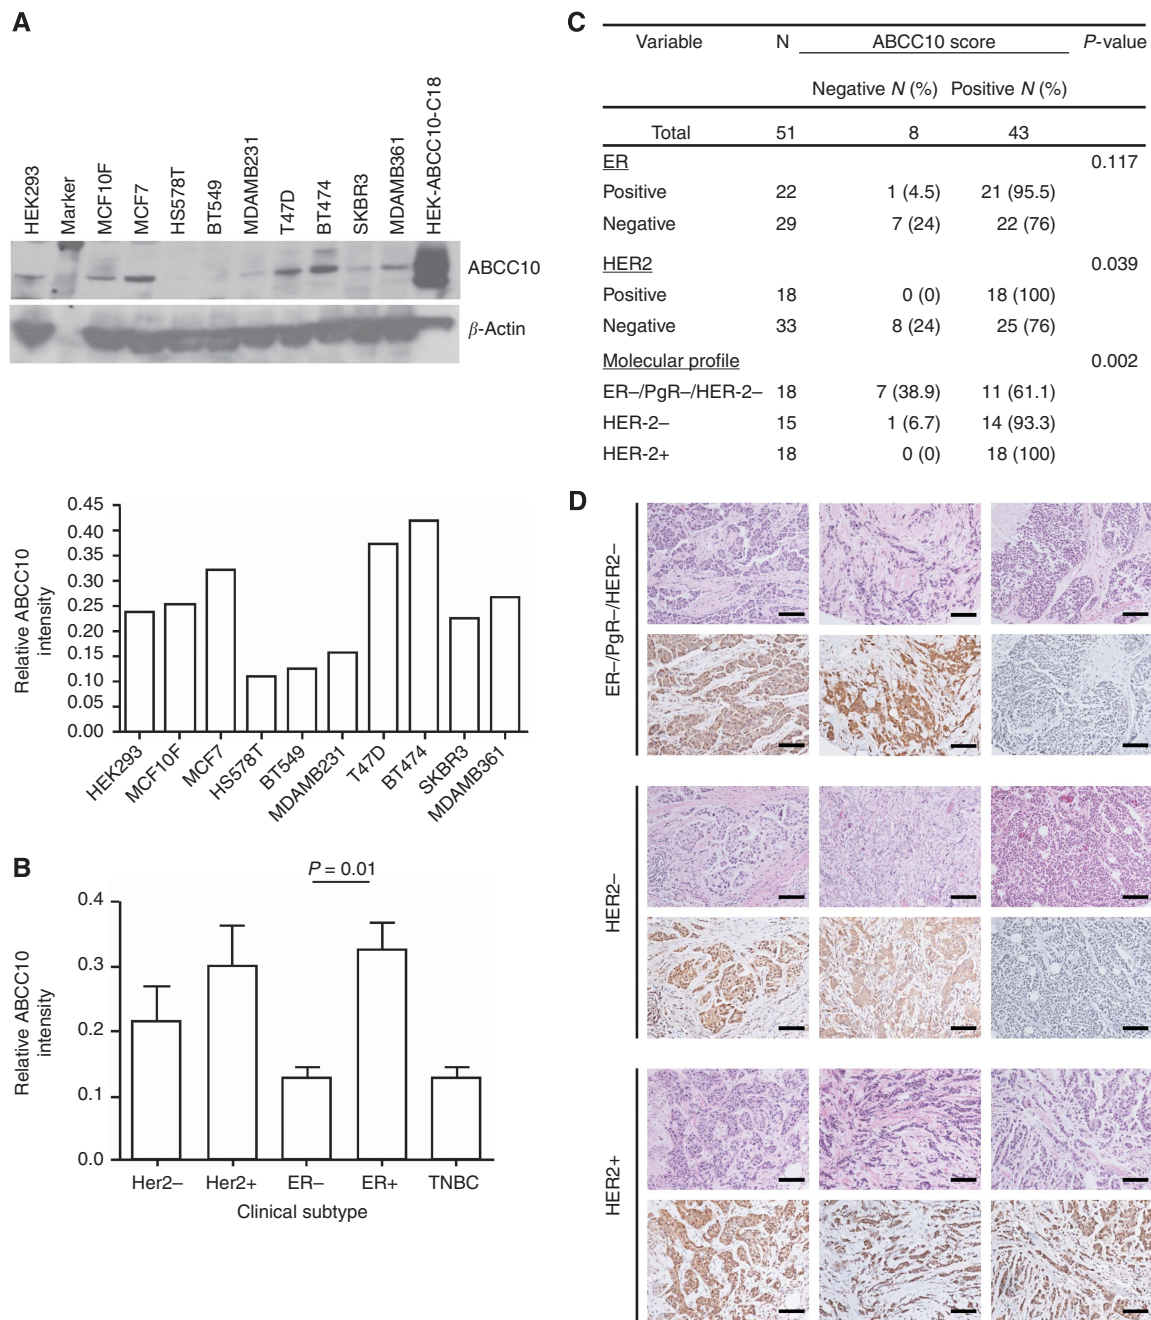 A
HEK293
Marker
MCF10F
MCF7
HS578T
BT549
MDAMB231
T47D
BT474
SKBR3
MDAMB361
HEK-ABCC10-C18
ABCC10
β-Actin
Relative ABCC10
intensity
0.45
0.40
0.35
0.30
0.25
0.20
0.15
0.10
0.05
0.00
HEK293
MCF10F
MCF7
HS578T
BT549
MDAMB231
T47D
BT474
SKBR3
MDAMB361
B
P = 0.01
Relative ABCC10
intensity
0.4
0.3
0.2
0.1
0.0
Her2– Her2+ ER– ER+ TNBC
Clinical subtype
C
Variable N ABCC10 score P-value
Negative N (%) Positive N (%)
Total 51 8 43
ER 0.117
Positive 22 1 (4.5) 21 (95.5)
Negative 29 7 (24) 22 (76)
HER2 0.039
Positive 18 0 (0) 18 (100)
Negative 33 8 (24) 25 (76)
Molecular profile 0.002
ER–/PgR–/HER-2– 18 7 (38.9) 11 (61.1)
HER-2– 15 1 (6.7) 14 (93.3)
HER-2+ 18 0 (0) 18 (100)
D
ER–/PgR–/HER2–
HER2–
HER2+